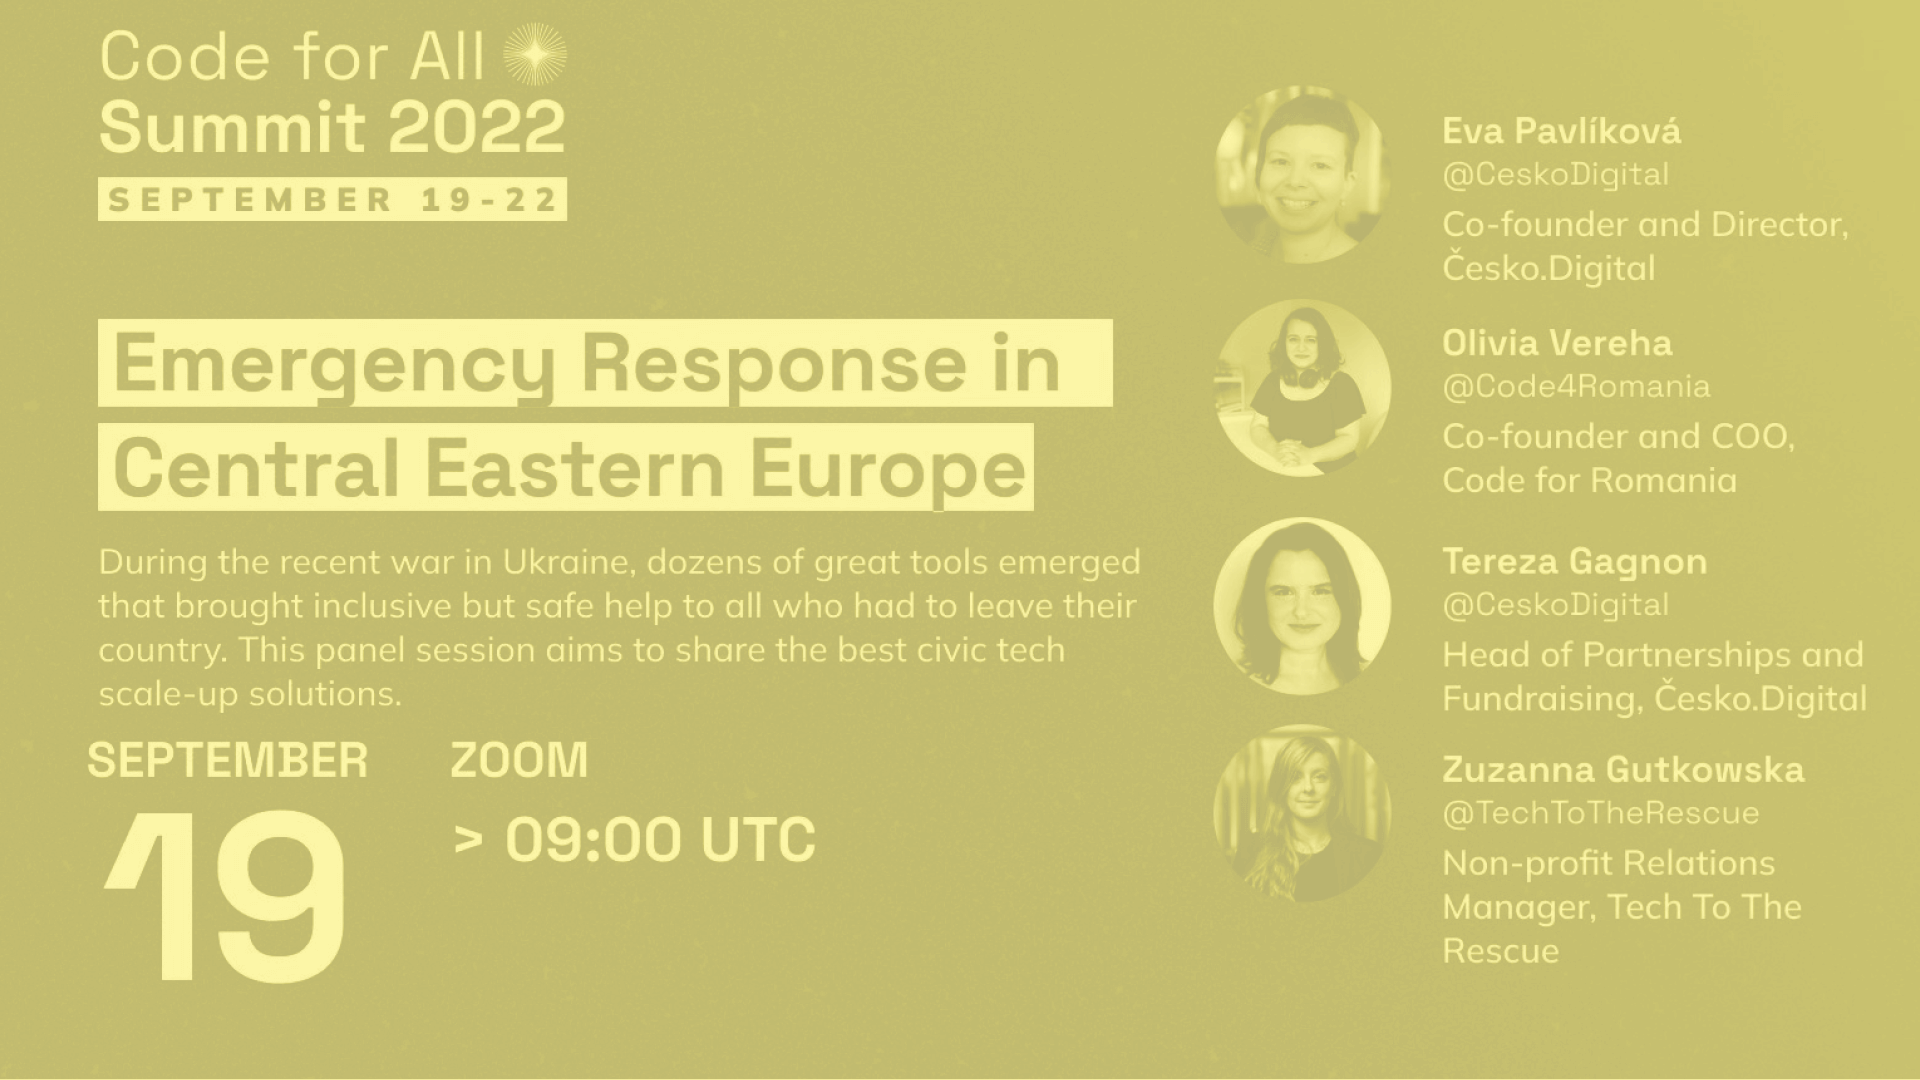 Code for All
Summit 2022
SEPTEMBER 19-22
Emergency Response in
Central Eastern Europe
During the recent war in Ukraine, dozens of great tools emerged
that brought inclusive but safe help to all who had to leave their
country. This panel session aims to share the best civic tech
scale-up solutions.
SEPTEMBER
19
ZOOM
> 09:00 UTC
Eva Pavlíková
@CeskoDigital
Co-founder and Director,
Česko.Digital
Olivia Vereha
@Code4Romania
Co-founder and COO,
Code for Romania
Tereza Gagnon
@CeskoDigital
Head of Partnerships and
Fundraising, Česko.Digital
Zuzanna Gutkowska
@TechToTheRescue
Non-profit Relations
Manager, Tech To The
Rescue